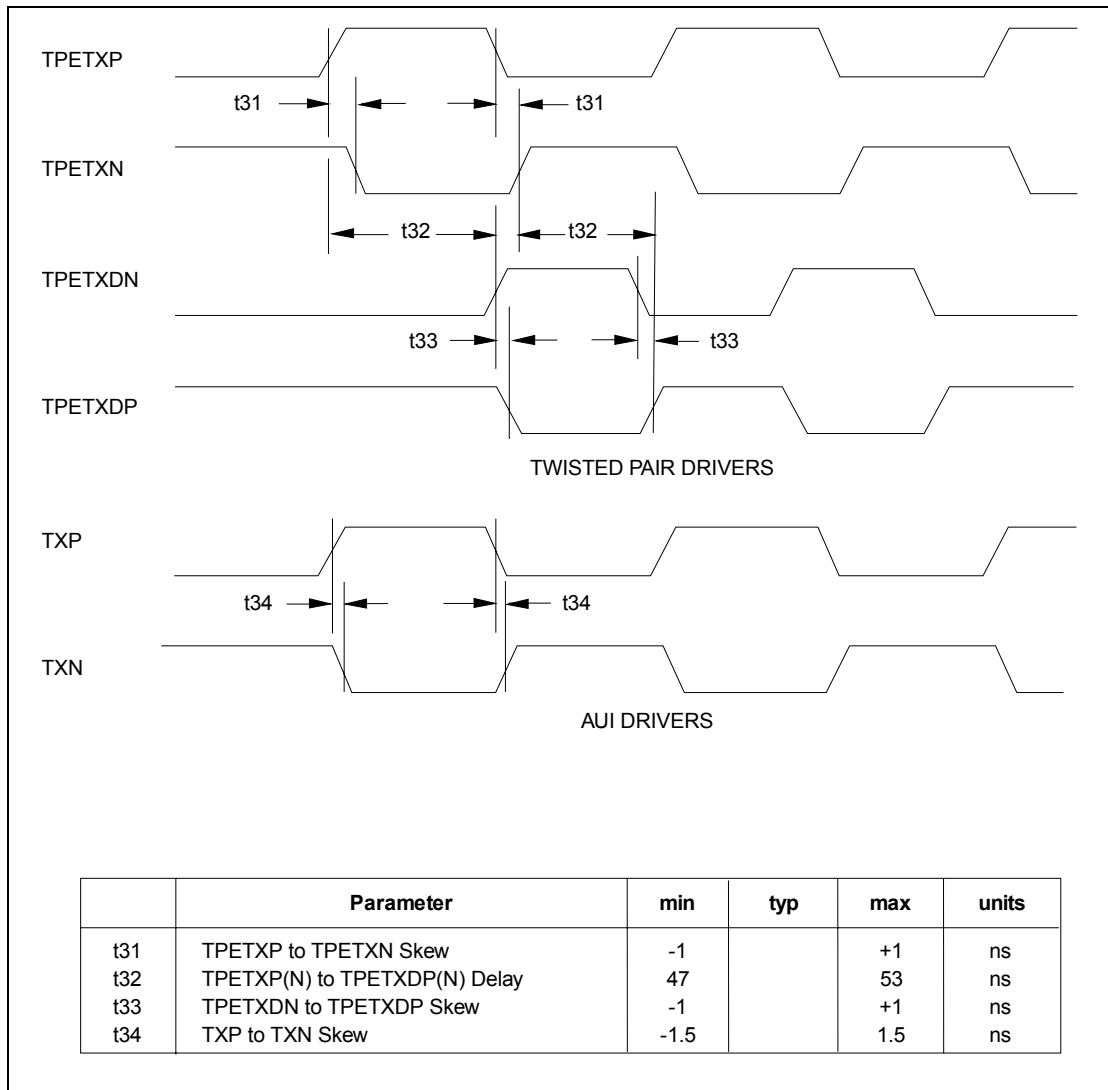 TPETXP
t31 t31
TPETXN
t32 t32
TPETXDN
t33 t33
TPETXDP
TWISTED PAIR DRIVERS
TXP
t34 t34
TXN
AUI DRIVERS
Parameter min typ max units
t31 TPETXP to TPETXN Skew -1 +1 ns
t32 TPETXP(N) to TPETXDP(N) Delay 47 53 ns
t33 TPETXDN to TPETXDP Skew -1 +1 ns
t34 TXP to TXN Skew -1.5 1.5 ns